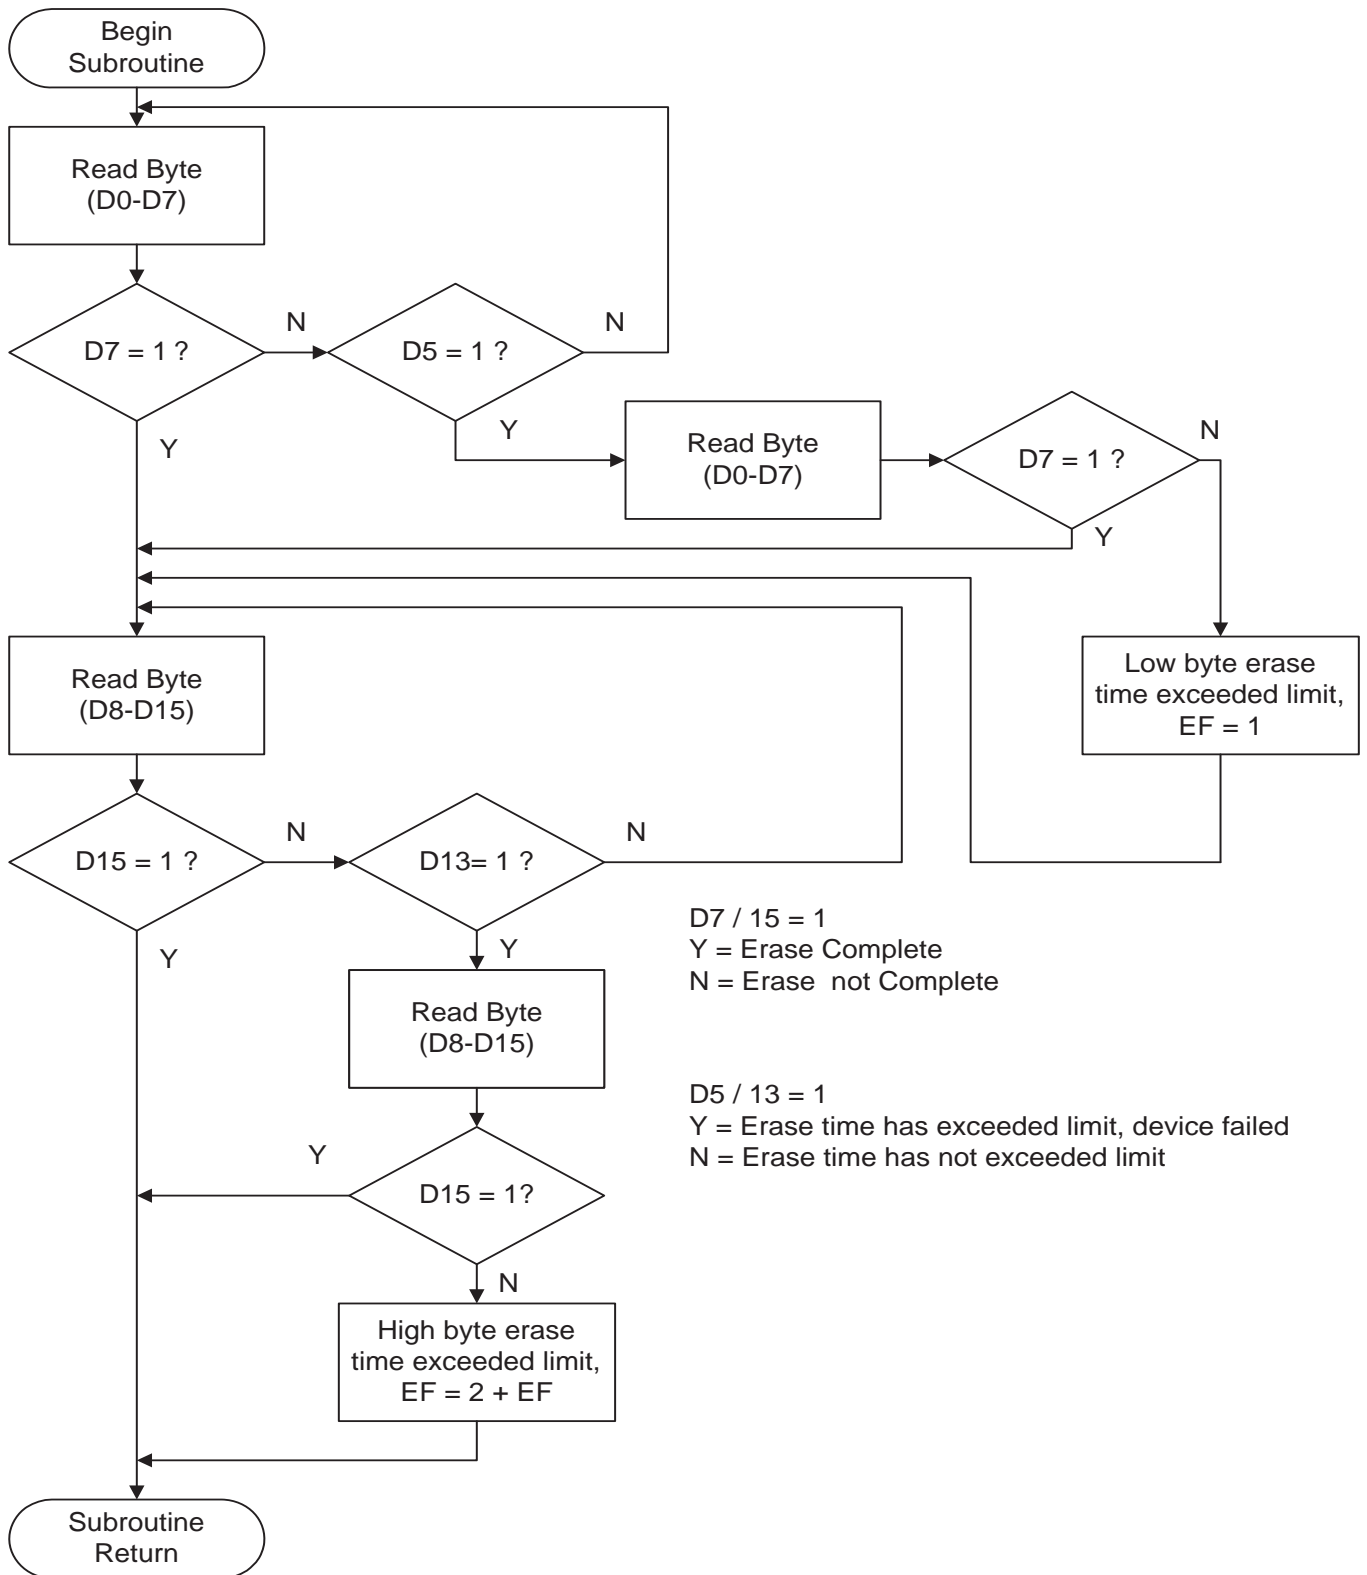 Begin
Subroutine
Read Byte
(D0-D7)
D7 = 1 ?
N
D5 = 1 ?
N
Y
Y
Read Byte
(D0-D7)
D7 = 1 ?
N
Y
Low byte erase
time exceeded limit,
EF = 1
Read Byte
(D8-D15)
D15 = 1 ?
N
D13= 1 ?
N
Y
Y
D7 / 15 = 1
Y = Erase Complete
N = Erase  not Complete
Read Byte
(D8-D15)
D5 / 13 = 1
Y = Erase time has exceeded limit, device failed
N = Erase time has not exceeded limit
Y
D15 = 1?
N
High byte erase
time exceeded limit,
EF = 2 + EF
Subroutine
Return